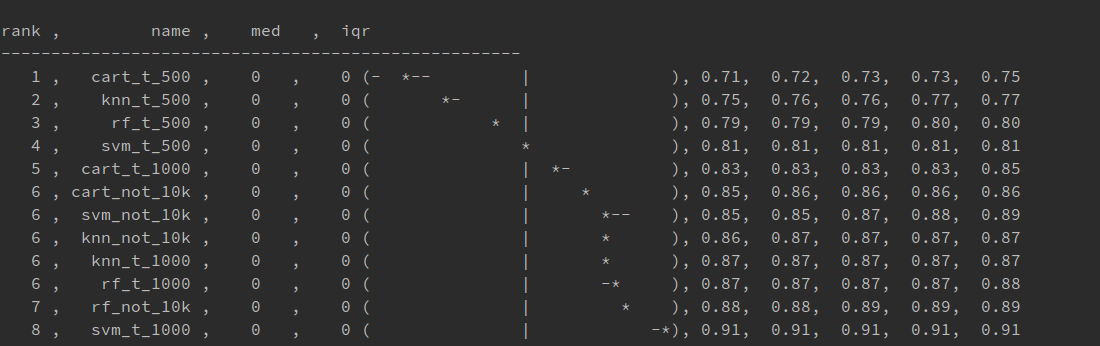 rank ,         name ,    med   ,  iqr
----------------------------------------------------
   1 ,   cart_t_500 ,    0   ,    0 (-  *--         |              ), 0.71,  0.72,  0.73,  0.73,  0.75
   2 ,    knn_t_500 ,    0   ,    0 (       *-      |              ), 0.75,  0.76,  0.76,  0.77,  0.77
   3 ,     rf_t_500 ,    0   ,    0 (            *  |              ), 0.79,  0.79,  0.79,  0.80,  0.80
   4 ,    svm_t_500 ,    0   ,    0 (               *              ), 0.81,  0.81,  0.81,  0.81,  0.81
   5 ,  cart_t_1000 ,    0   ,    0 (               |  *-          ), 0.83,  0.83,  0.83,  0.83,  0.85
   6 , cart_not_10k ,    0   ,    0 (               |     *        ), 0.85,  0.86,  0.86,  0.86,  0.86
   6 ,  svm_not_10k ,    0   ,    0 (               |       *--    ), 0.85,  0.85,  0.87,  0.88,  0.89
   6 ,  knn_not_10k ,    0   ,    0 (               |       *      ), 0.86,  0.87,  0.87,  0.87,  0.87
   6 ,   knn_t_1000 ,    0   ,    0 (               |       *      ), 0.87,  0.87,  0.87,  0.87,  0.87
   6 ,    rf_t_1000 ,    0   ,    0 (               |       -*     ), 0.87,  0.87,  0.87,  0.87,  0.88
   7 ,   rf_not_10k ,    0   ,    0 (               |         *    ), 0.88,  0.88,  0.89,  0.89,  0.89
   8 ,   svm_t_1000 ,    0   ,    0 (               |            -*), 0.91,  0.91,  0.91,  0.91,  0.91